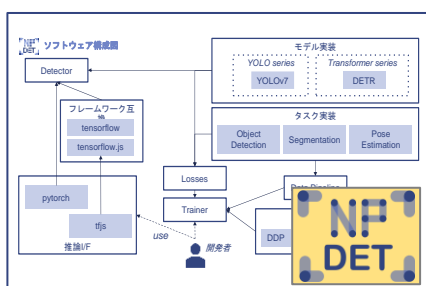 NP
DET
ソフトウェア構成図
モデル実装
YOLO series
Transformer series
YOLOv7
DETR
Detector
フレームワーク互換
tensorflow
tensorflow.js
タスク実装
Object
Detection
Segmentation
Pose
Estimation
Losses
Trainer
pytorch
tfjs
推論I/F
use
開発者
DDP
NP
DET